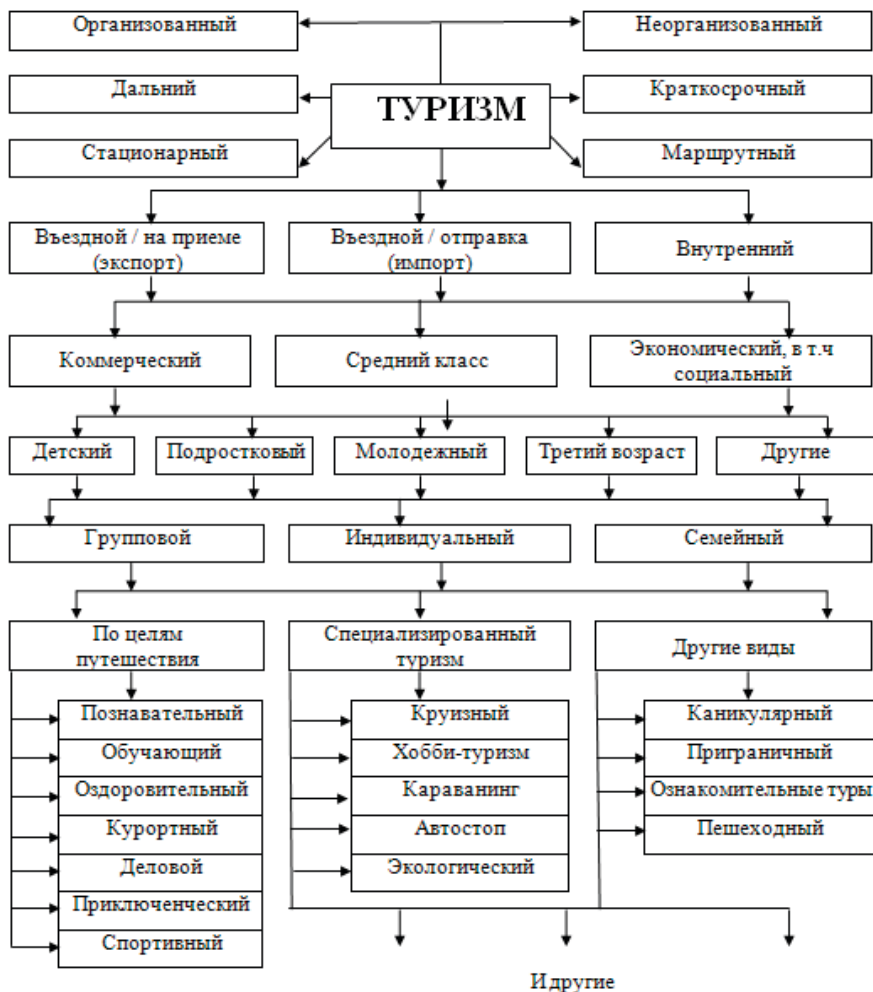 Организованный
Неорганизованный
Дальний
ТУРИЗМ
Краткосрочный
Стационарный
Маршрутный
Въездной / на приеме
(экспорт)
Въездной / отправка
(импорт)
Внутренний
Коммерческий
Средний класс
Экономический, в т.ч
социальный
Детский
Подростковый
Молодежный
Третий возраст
Другие
Групповой
Индивидуальный
Семейный
По целям
путешествия
Специализированный
туризм
Другие виды
Познавательный
Обучающий
Оздоровительный
Курортный
Деловой
Приключенческий
Спортивный
Круизный
Хобби-туризм
Караванинг
Автостоп
Экологический
Каникулярный
Приграничный
Ознакомительные туры
Пешеходный
И другие